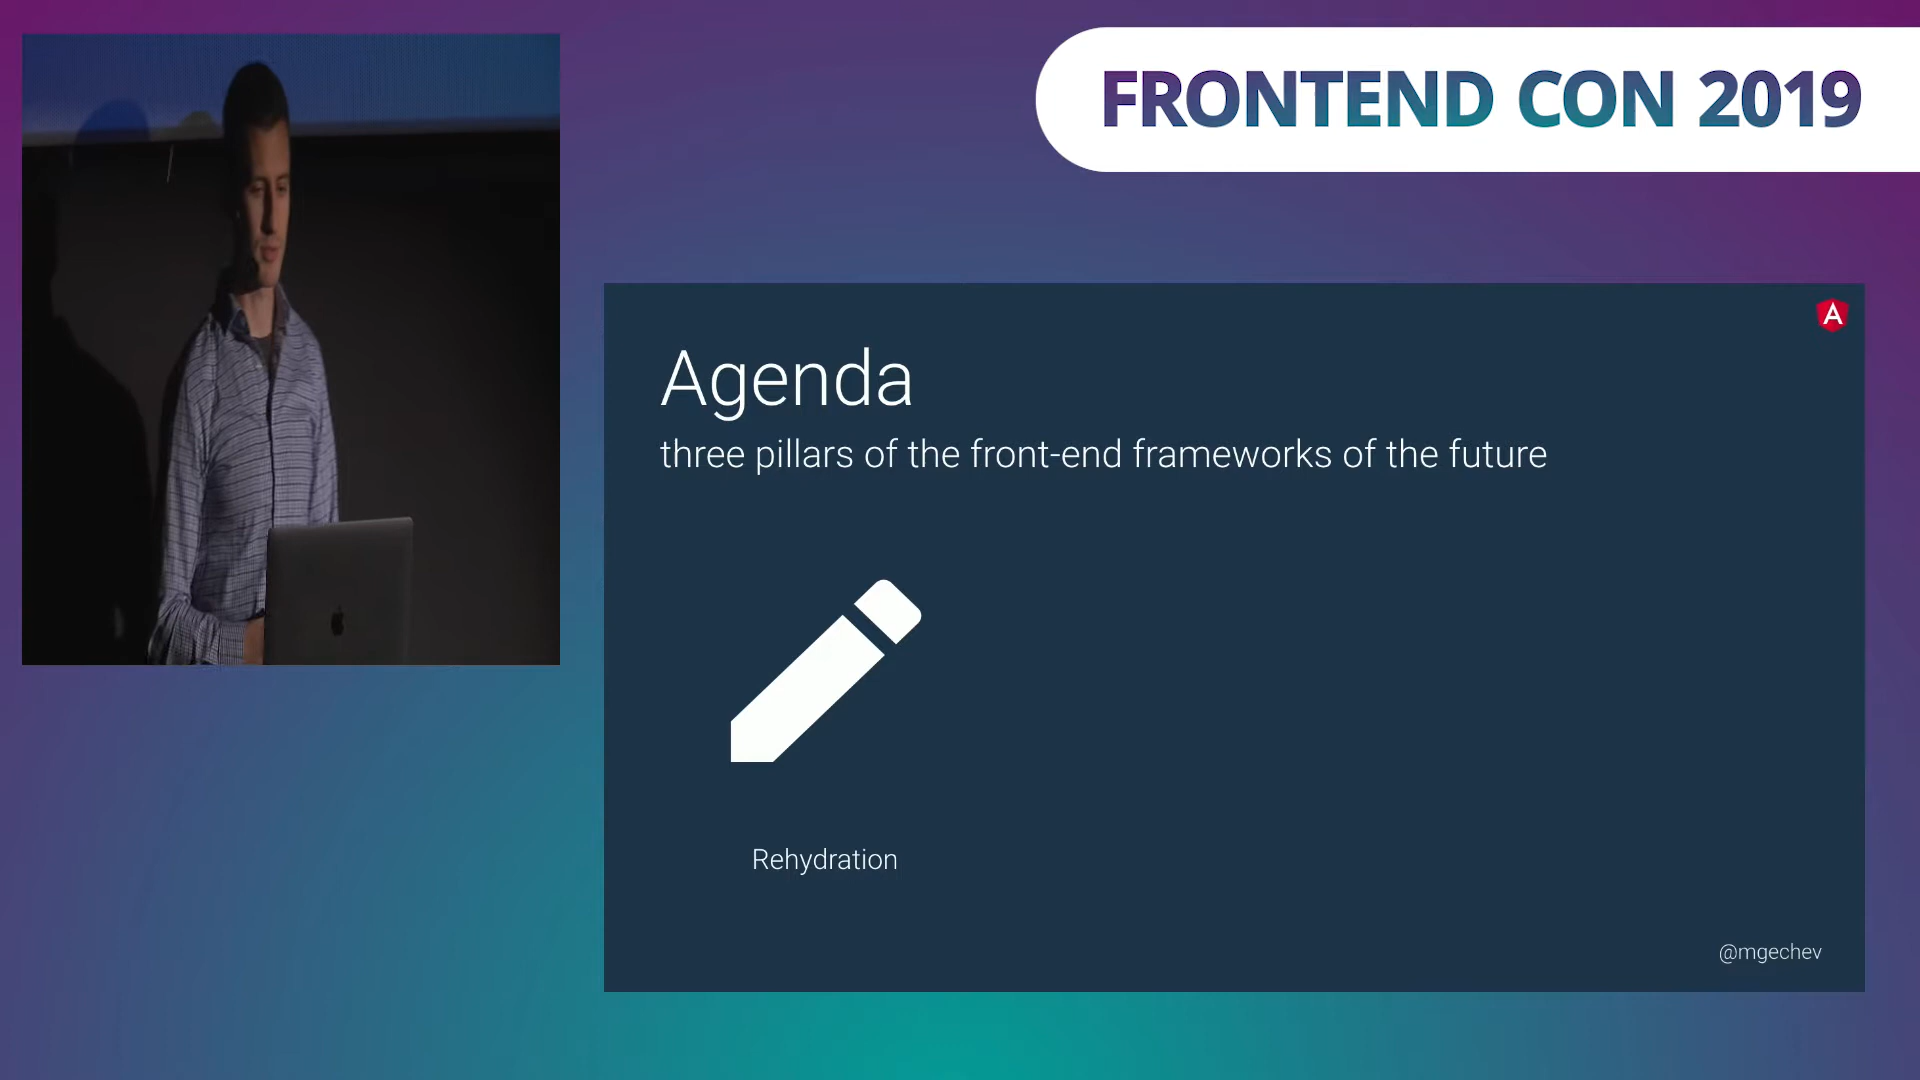 FRONTEND CON 2019
A
Agenda
three pillars of the front-end frameworks of the future
Rehydration
@mgechev